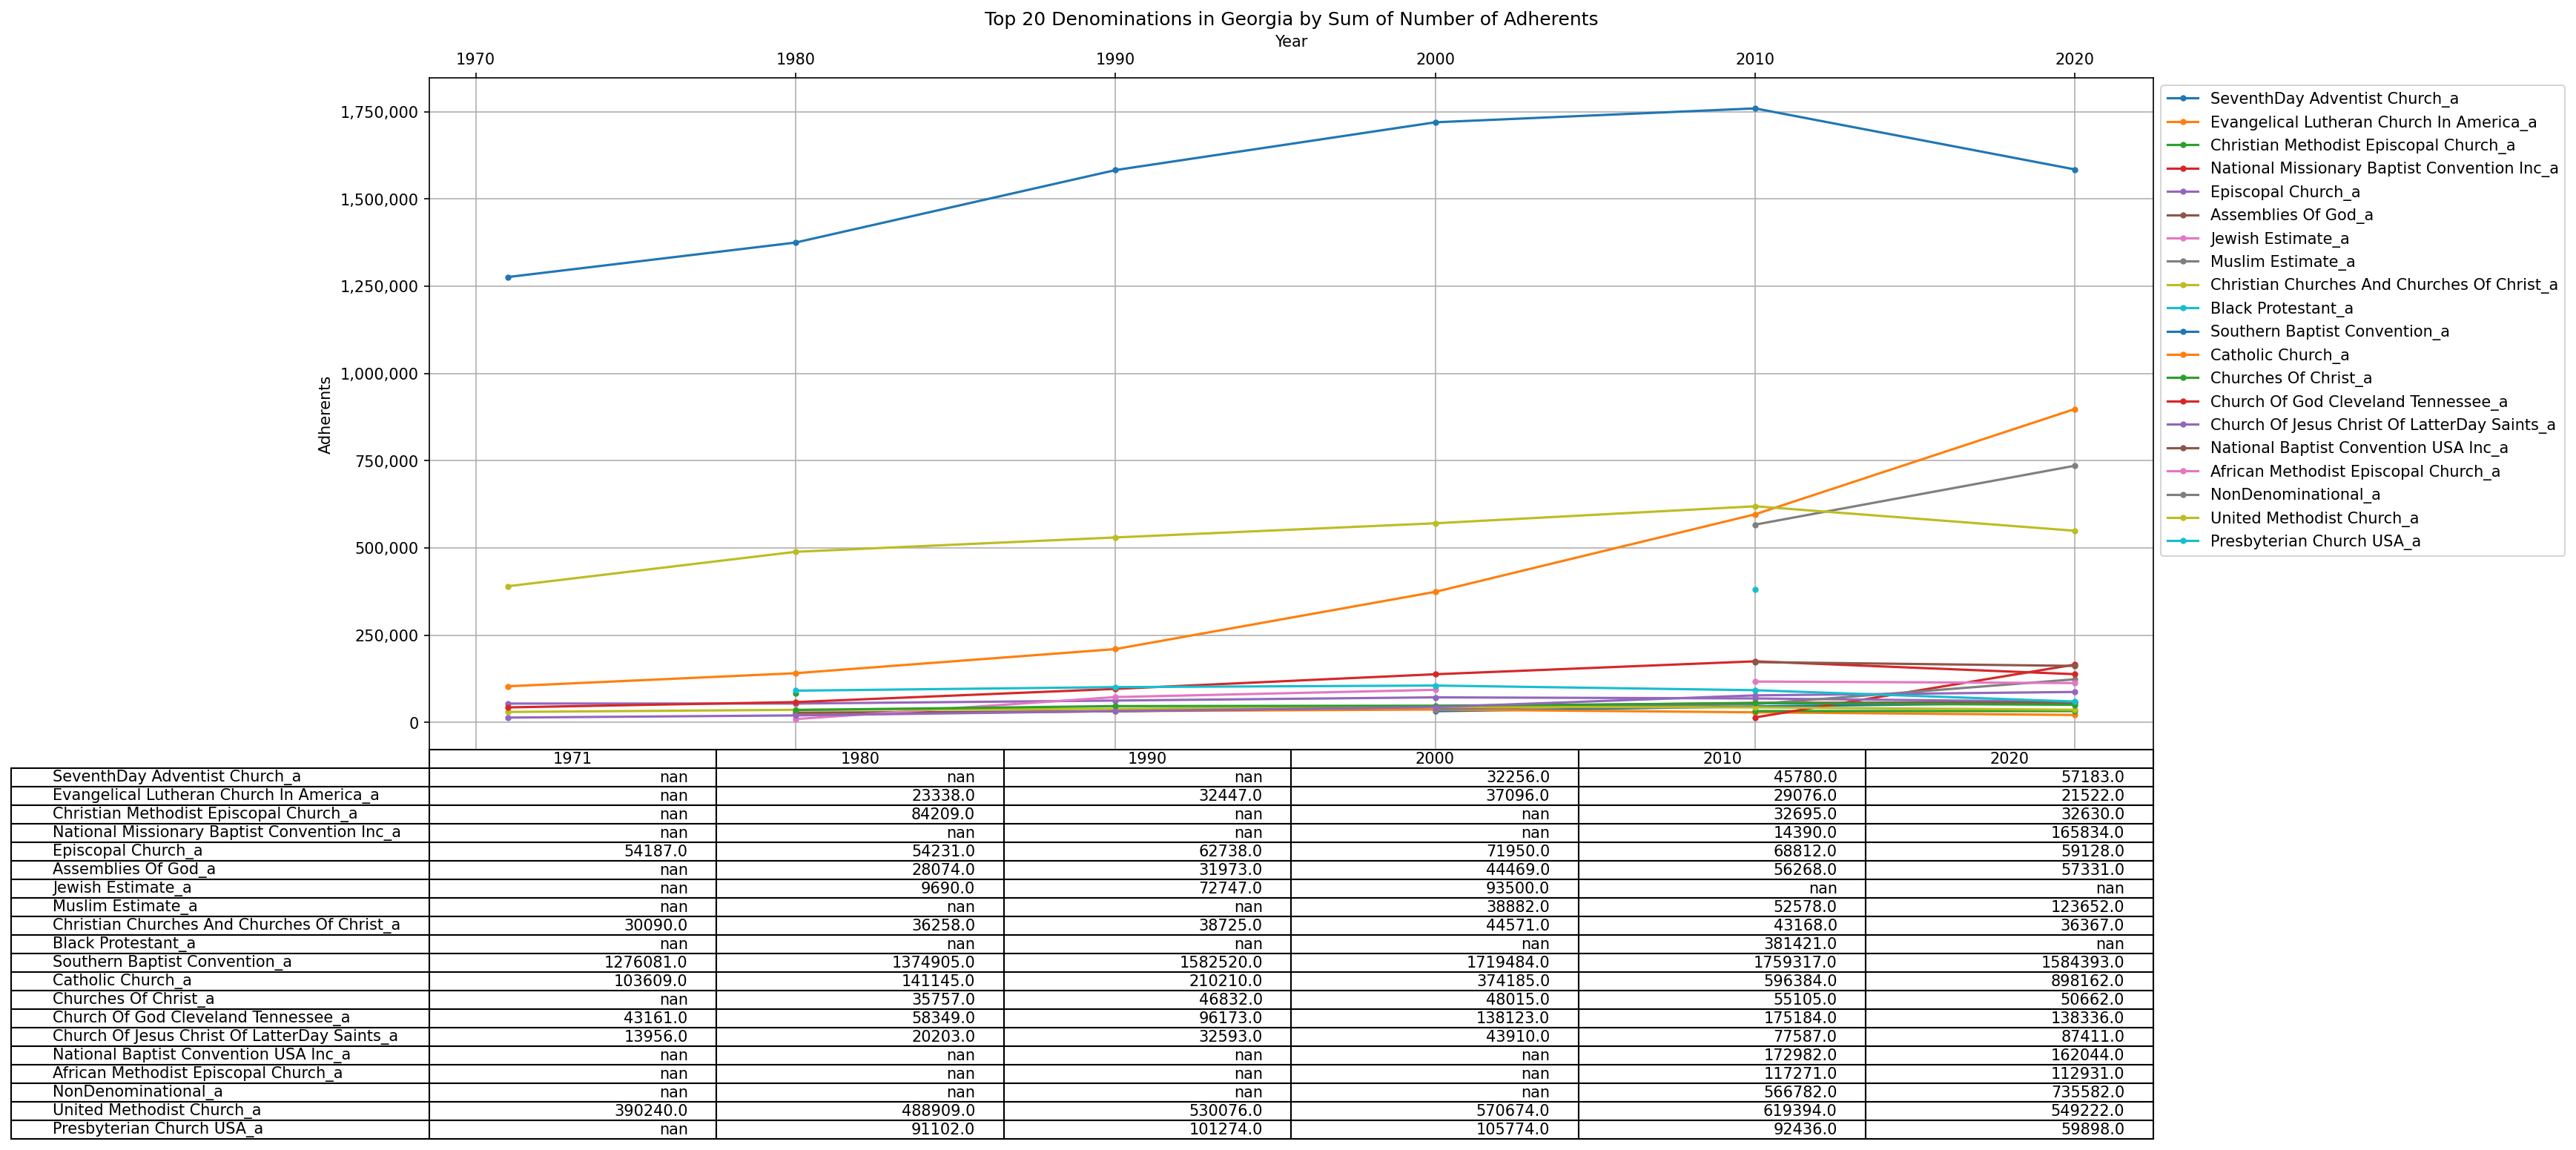 Top 20 Denominations in Georgia by Sum of Number of Adherents
Year
1970 1980 1990 2000 2010 2020
1,750,000
1,500,000
1,250,000
1,000,000
750,000
500,000
250,000
0
Adherents
SeventhDay Adventist Church_a
Evangelical Lutheran Church In America_a
Christian Methodist Episcopal Church_a
National Missionary Baptist Convention Inc_a
Episcopal Church_a
Assemblies Of God_a
Jewish Estimate_a
Muslim Estimate_a
Christian Churches And Churches Of Christ_a
Black Protestant_a
Southern Baptist Convention_a
Catholic Church_a
Churches Of Christ_a
Church Of God Cleveland Tennessee_a
Church Of Jesus Christ Of LatterDay Saints_a
National Baptist Convention USA Inc_a
African Methodist Episcopal Church_a
NonDenominational_a
United Methodist Church_a
Presbyterian Church USA_a
1971 1980 1990 2000 2010 2020
SeventhDay Adventist Church_a nan nan nan 32256.0 45780.0 57183.0
Evangelical Lutheran Church In America_a nan 23338.0 32447.0 37096.0 29076.0 21522.0
Christian Methodist Episcopal Church_a nan 84209.0 nan nan 32695.0 32630.0
National Missionary Baptist Convention Inc_a nan nan nan nan 14390.0 165834.0
Episcopal Church_a 54187.0 54231.0 62738.0 71950.0 68812.0 59128.0
Assemblies Of God_a nan 28074.0 31973.0 44469.0 56268.0 57331.0
Jewish Estimate_a nan 9690.0 72747.0 93500.0 nan nan
Muslim Estimate_a nan nan nan 38882.0 52578.0 123652.0
Christian Churches And Churches Of Christ_a 30090.0 36258.0 38725.0 44571.0 43168.0 36367.0
Black Protestant_a nan nan nan nan 381421.0 nan
Southern Baptist Convention_a 1276081.0 1374905.0 1582520.0 1719484.0 1759317.0 1584393.0
Catholic Church_a 103609.0 141145.0 210210.0 374185.0 596384.0 898162.0
Churches Of Christ_a nan 35757.0 46832.0 48015.0 55105.0 50662.0
Church Of God Cleveland Tennessee_a 43161.0 58349.0 96173.0 138123.0 175184.0 138336.0
Church Of Jesus Christ Of LatterDay Saints_a 13956.0 20203.0 32593.0 43910.0 77587.0 87411.0
National Baptist Convention USA Inc_a nan nan nan nan 172982.0 162044.0
African Methodist Episcopal Church_a nan nan nan nan 117271.0 112931.0
NonDenominational_a nan nan nan nan 566782.0 735582.0
United Methodist Church_a 390240.0 488909.0 530076.0 570674.0 619394.0 549222.0
Presbyterian Church USA_a nan 91102.0 101274.0 105774.0 92436.0 59898.0